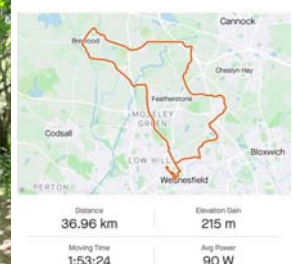 Cannock
Brewood
Cheslyn Hay
Featherstone
MOSELEY
GREEN
Codsall
Bloxwich
LOW HILL
Wednesfield
PERTON
Distance
Elevation Gain
36.96 km
215 m
Moving Time
Avg Power
1:53:24
90 W